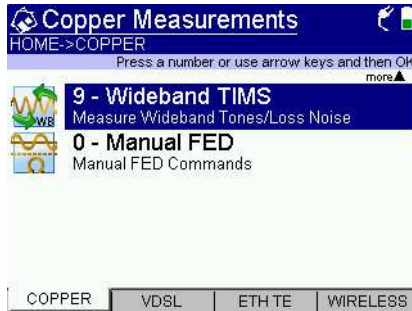 Copper Measurements
HOME->COPPER
Press a number or use arrow keys and then OK
more
9 - Wideband TIMS
Measure Wideband Tones/Loss Noise
WB
0 - Manual FED
Manual FED Commands
Ω
COPPER VDSL ETH TE WIRELESS